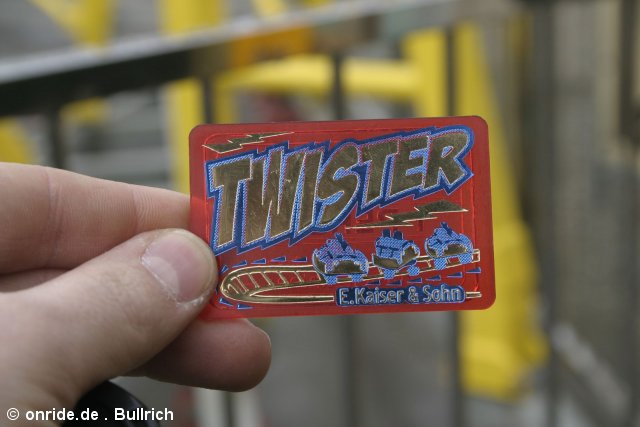 TWISTER
E. Kaiser & Sohn
© onride.de . Bullrich